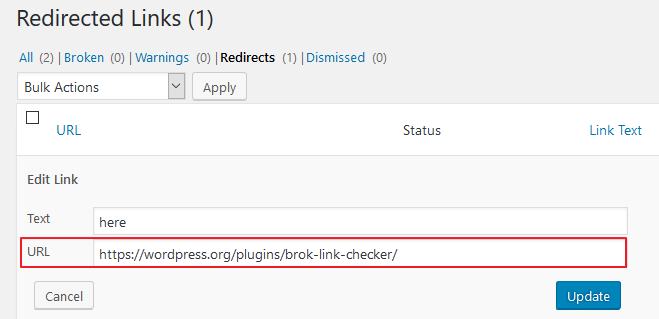 Redirected Links (1)
All (2) | Broken (0) | Warnings (0) | Redirects (1) | Dismissed (0)
Bulk Actions Apply
URL Status Link Text
Edit Link
Text here
URL https://wordpress.org/plugins/brok-link-checker/
Cancel Update